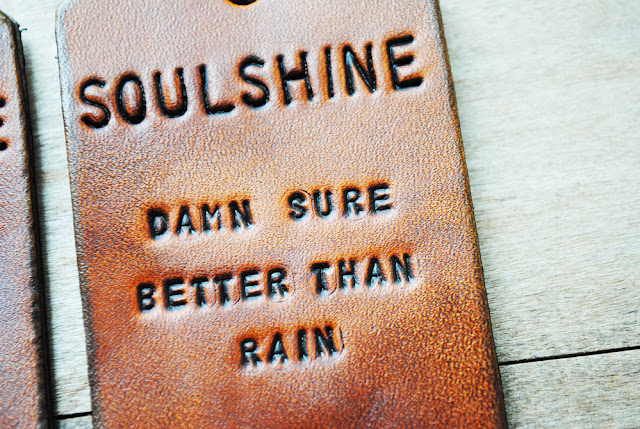 SOULSHINE
DAMN SURE
BETTER THAN
RAIN